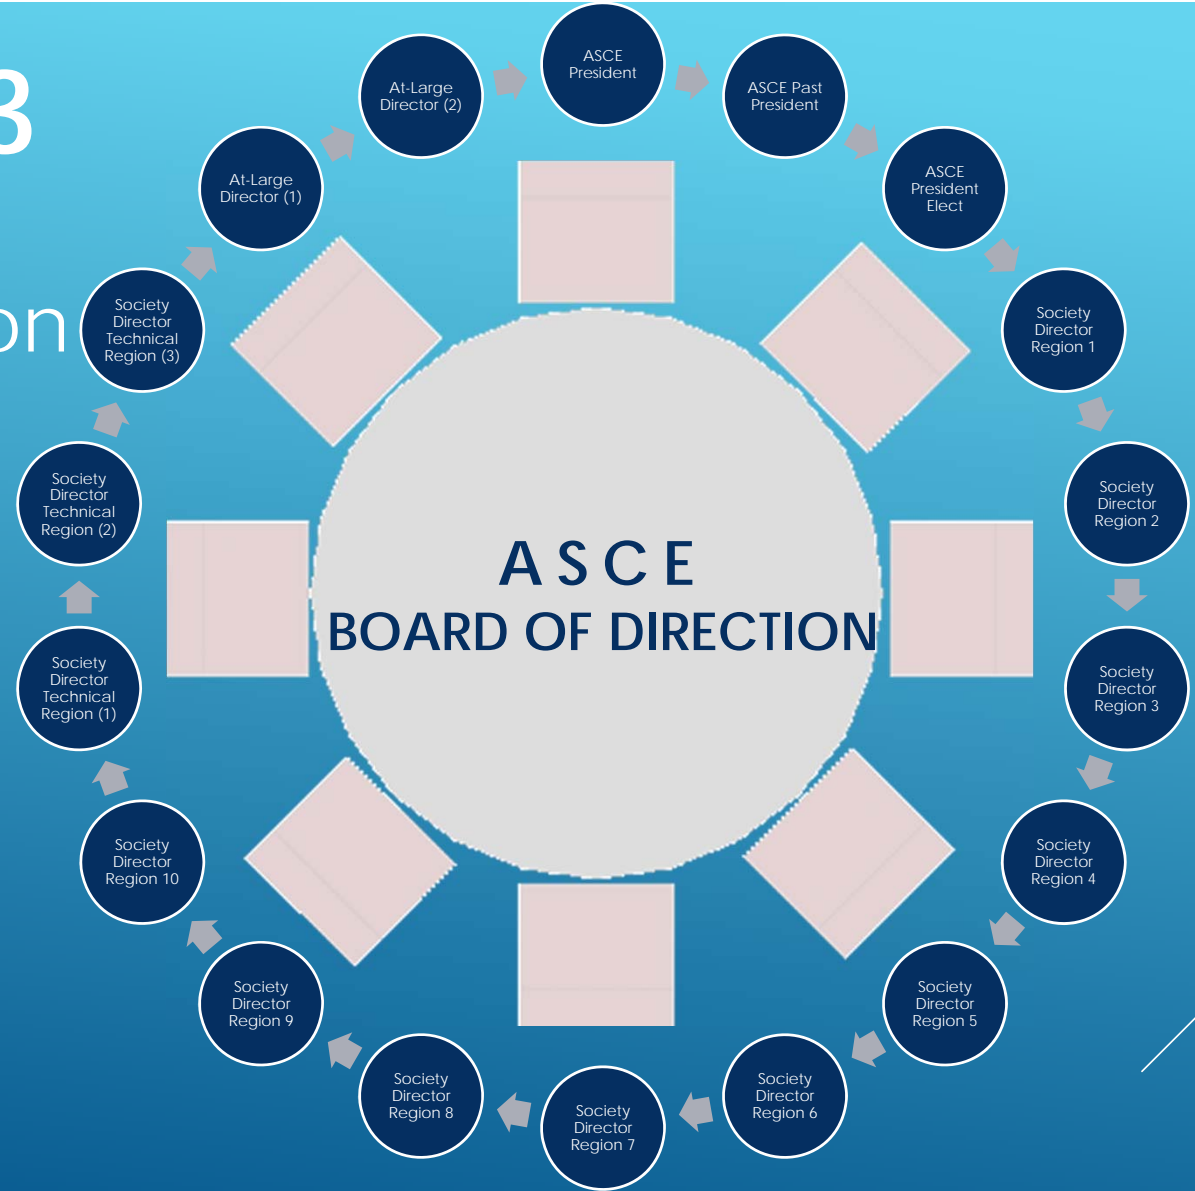 3
on
ASCE
President
ASCE Past
President
ASCE
President
Elect
Society
Director
Region 1
Society
Director
Region 2
Society
Director
Region 3
Society
Director
Region 4
Society
Director
Region 5
Society
Director
Region 6
Society
Director
Region 7
Society
Director
Region 8
Society
Director
Region 9
Society
Director
Region 10
Society
Director
Technical
Region (1)
Society
Director
Technical
Region (2)
Society
Director
Technical
Region (3)
At-Large
Director (1)
At-Large
Director (2)
ASCE
BOARD OF DIRECTION